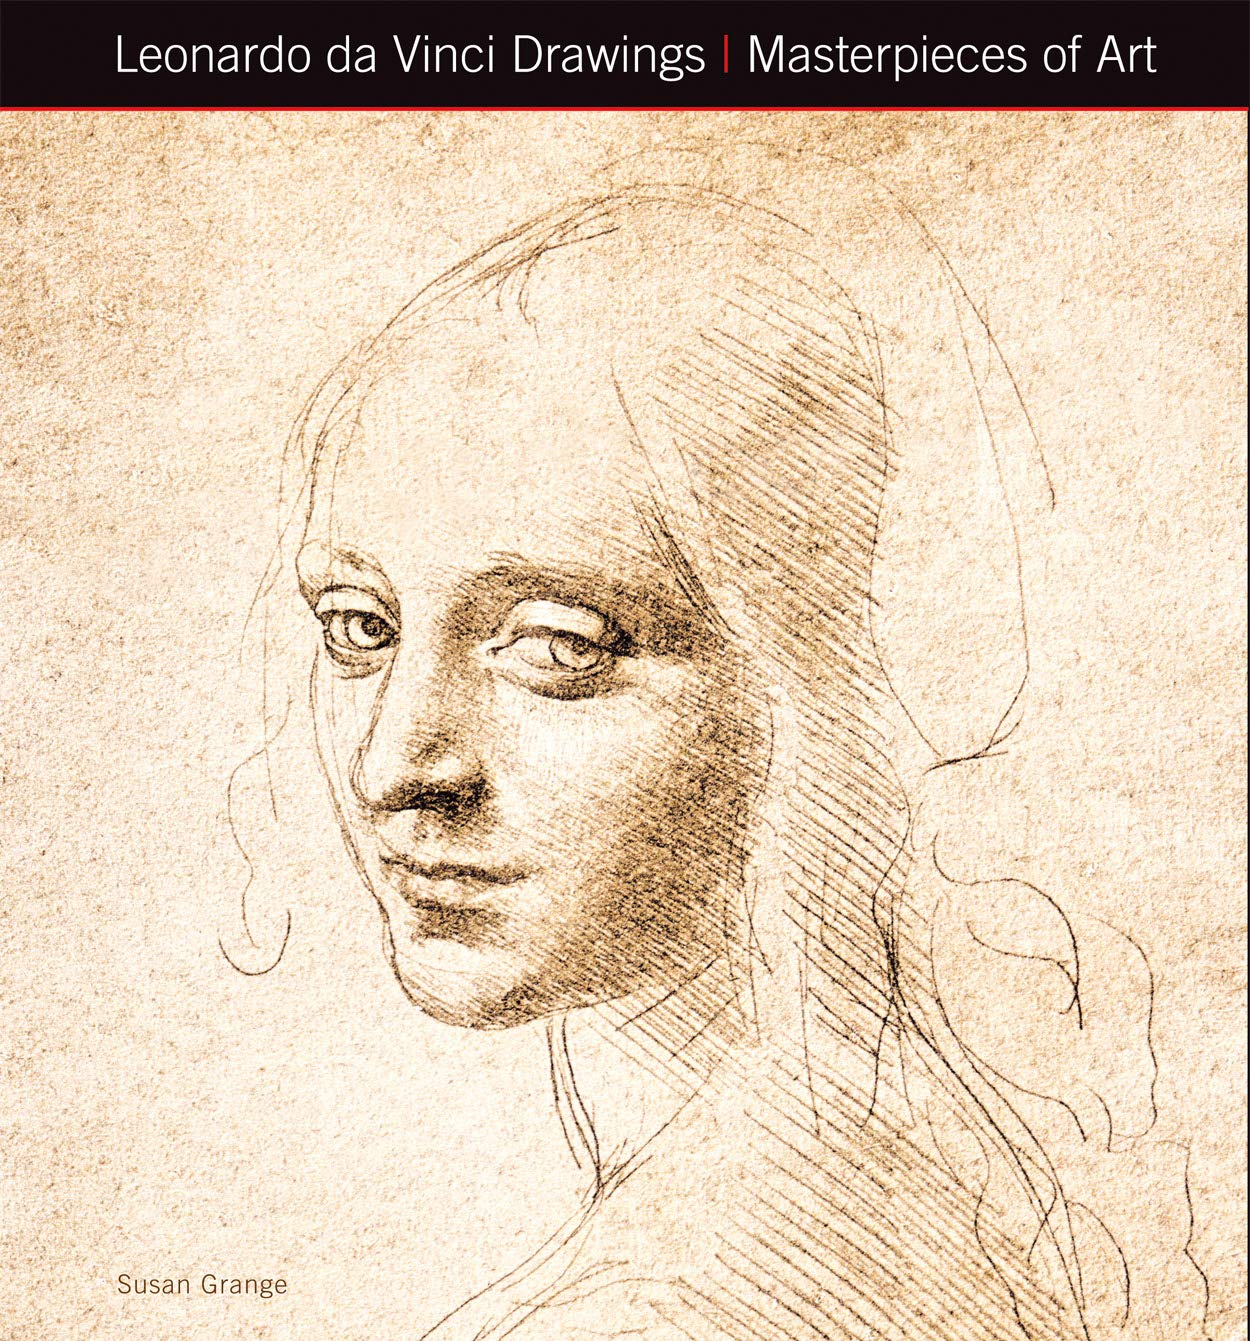 Leonardo da Vinci Drawings | Masterpieces of Art
Susan Grange